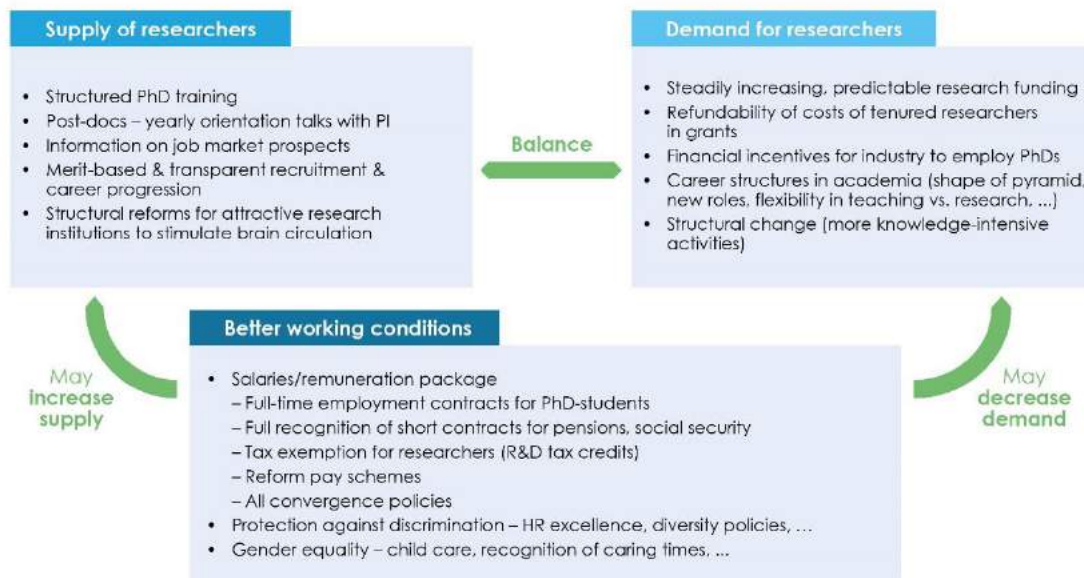 Supply of researchers
• Structured PhD training
• Post-docs – yearly orientation talks with PI
• Information on job market prospects
• Merit-based & transparent recruitment &
career progression
• Structural reforms for attractive research
institutions to stimulate brain circulation
Balance
Demand for researchers
• Steadily increasing, predictable research funding
• Refundability of costs of tenured researchers
in grants
• Financial incentives for industry to employ PhDs
• Career structures in academia (shape of pyramid,
new roles, flexibility in teaching vs. research, ...)
• Structural change (more knowledge-intensive
activities)
May
increase
supply
Better working conditions
• Salaries/remuneration package
– Full-time employment contracts for PhD-students
– Full recognition of short contracts for pensions, social security
– Tax exemption for researchers (R&D tax credits)
– Reform pay schemes
– All convergence policies
• Protection against discrimination – HR excellence, diversity policies, ...
• Gender equality – child care, recognition of caring times, ...
May
decrease
demand